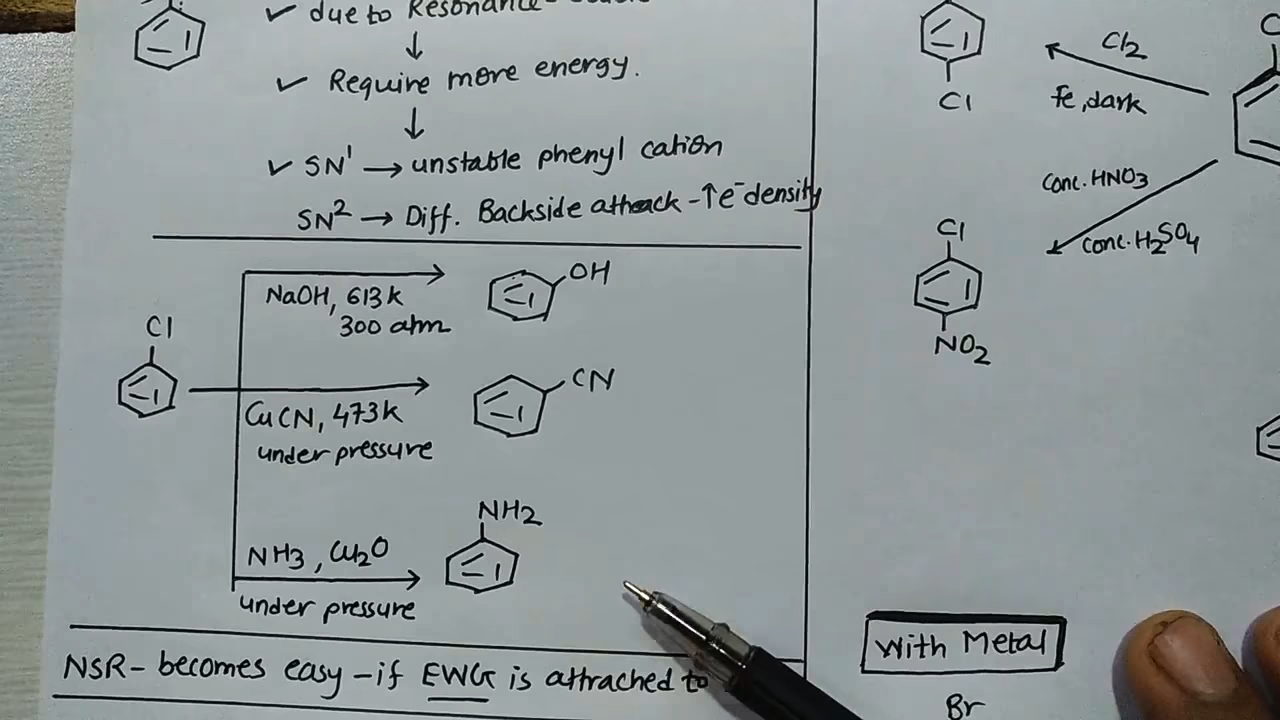 ✓ due to Resonance-
↓
✓ Require more energy.
↓
✓ SN¹ → unstable phenyl cation
SN² → Diff. Backside attack - ↑e⁻density
Cl
NaOH, 613k
300 atm
OH
CuCN, 473k
under pressure
CN
NH3, Cu2O
under pressure
NH2
NSR- becomes easy - if EWG is attrached to
Cl
Cl2
Fe, dark
Conc. HNO3
Conc. H2SO4
Cl
NO2
With Metal
Br